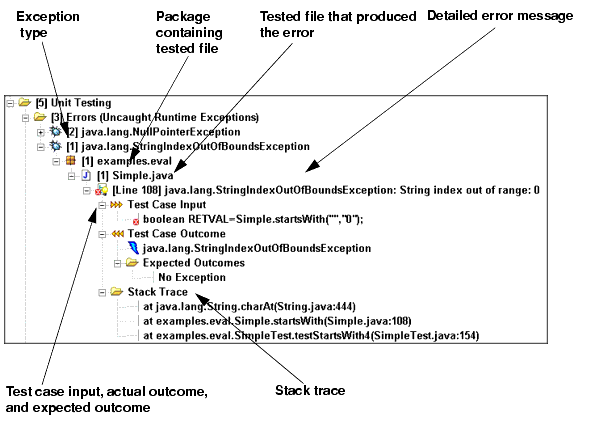 Exception type
Package containing tested file
Tested file that produced the error
Detailed error message
[5] Unit Testing
[3] Errors (Uncaught Runtime Exceptions)
[2] java.lang.NullPointerException
[1] java.lang.StringIndexOutOfBoundsException
[1] examples.eval
[1] Simple.java
[Line 108] java.lang.StringIndexOutOfBoundsException: String index out of range: 0
Test Case Input
boolean RETVAL=Simple.startsWith("","0");
Test Case Outcome
java.lang.StringIndexOutOfBoundsException
Expected Outcomes
No Exception
Stack Trace
at java.lang.String.charAt(String.java:444)
at examples.eval.Simple.startsWith(Simple.java:108)
at examples.eval.SimpleTest.testStartsWith4(SimpleTest.java:154)
Test case input, actual outcome,
and expected outcome
Stack trace